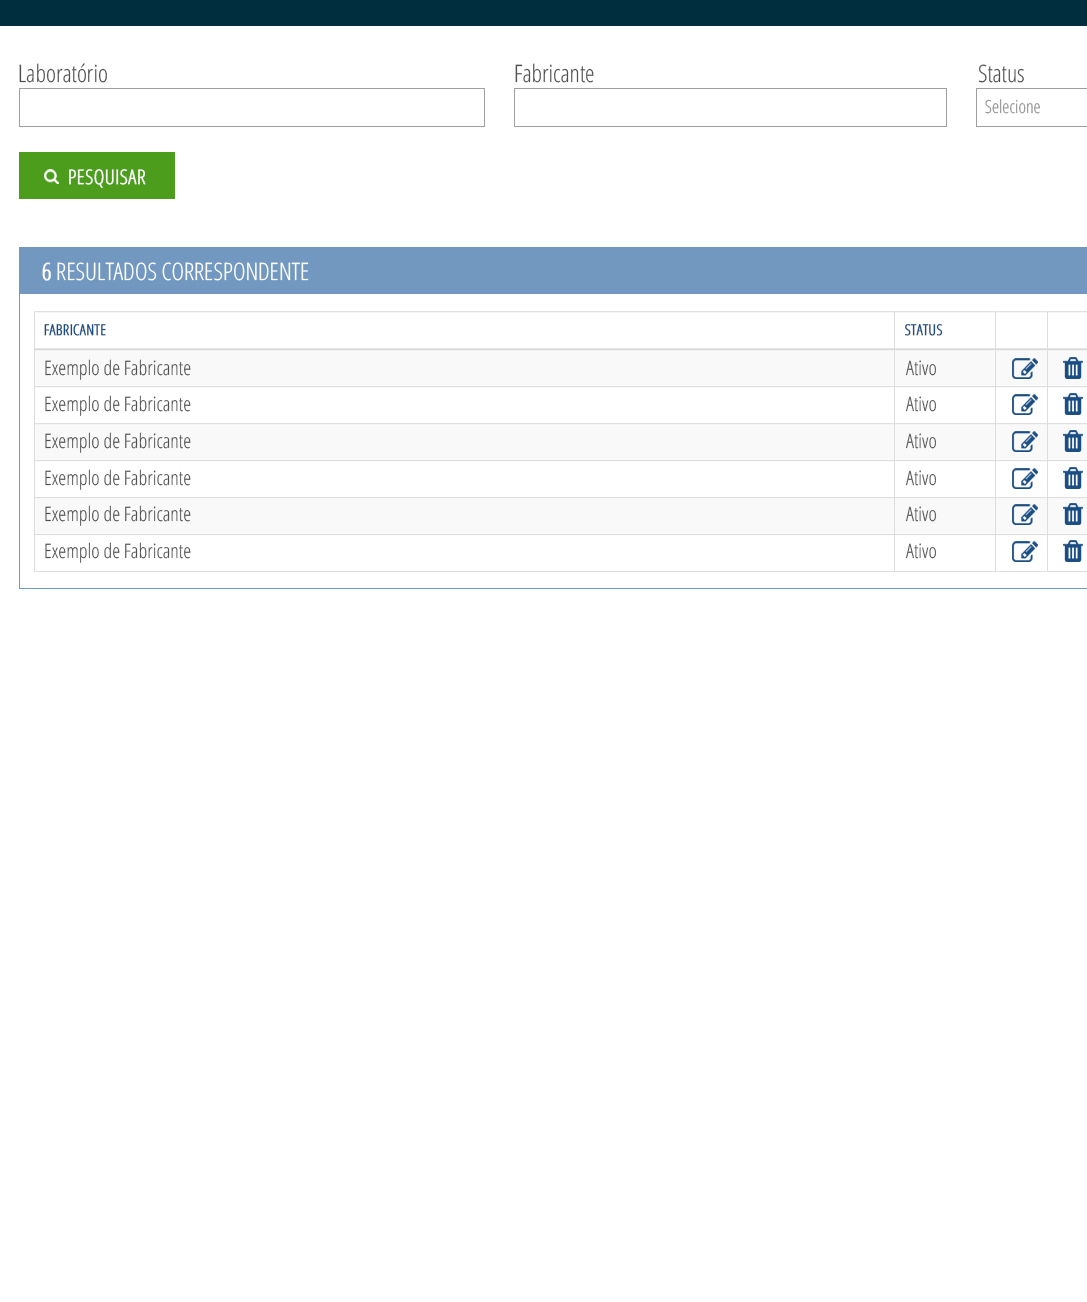 Laboratório Fabricante Status
Selecione
PESQUISAR
6 RESULTADOS CORRESPONDENTE
FABRICANTE STATUS
Exemplo de Fabricante Ativo
Exemplo de Fabricante Ativo
Exemplo de Fabricante Ativo
Exemplo de Fabricante Ativo
Exemplo de Fabricante Ativo
Exemplo de Fabricante Ativo